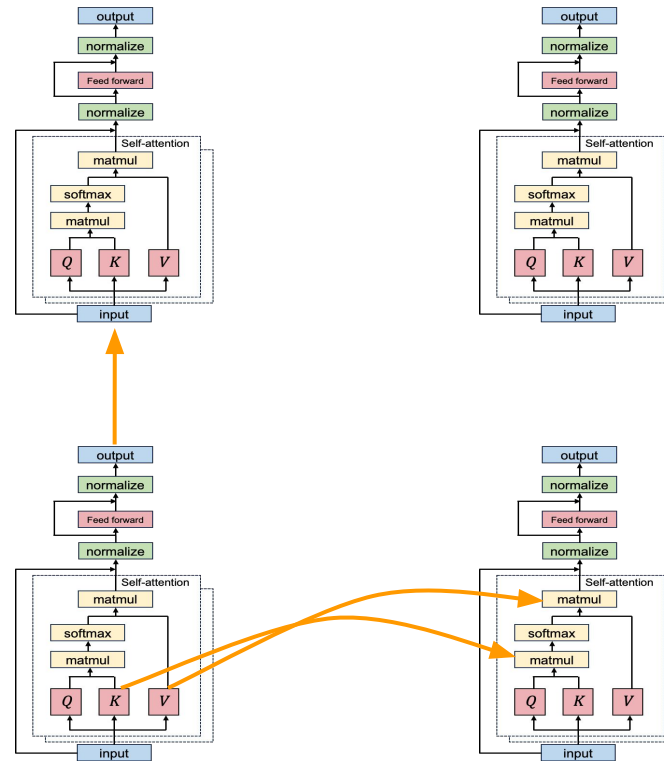 output
normalize
Feed forward
normalize
Self-attention
matmul
softmax
matmul
Q K V
input
output
normalize
Feed forward
normalize
Self-attention
matmul
softmax
matmul
Q K V
input
output
normalize
Feed forward
normalize
Self-attention
matmul
softmax
matmul
Q K V
input
output
normalize
Feed forward
normalize
Self-attention
matmul
softmax
matmul
Q K V
input